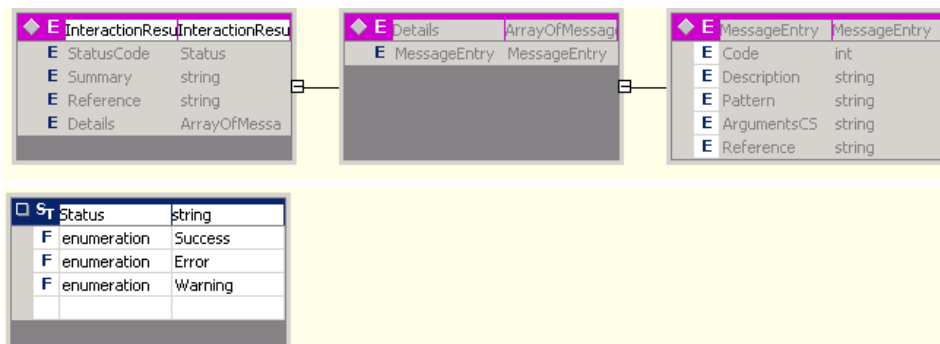 E InteractionResu InteractionResu
E StatusCode Status
E Summary string
E Reference string
E Details ArrayOfMessa
E Details ArrayOfMessag
E MessageEntry MessageEntry
E MessageEntry MessageEntry
E Code int
E Description string
E Pattern string
E ArgumentsCS string
E Reference string
ST Status string
F enumeration Success
F enumeration Error
F enumeration Warning